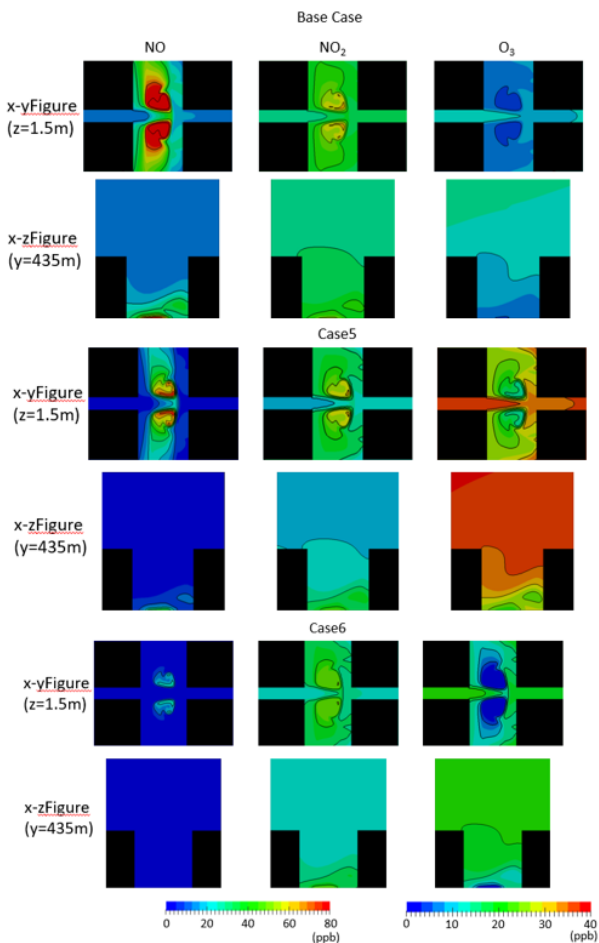 Base Case
NO NO₂ O₃
x-yFigure
(z=1.5m)
x-zFigure
(y=435m)
Case5
x-yFigure
(z=1.5m)
x-zFigure
(y=435m)
Case6
x-yFigure
(z=1.5m)
x-zFigure
(y=435m)
0 20 40 60 80 0 10 20 30 40
(ppb) (ppb)